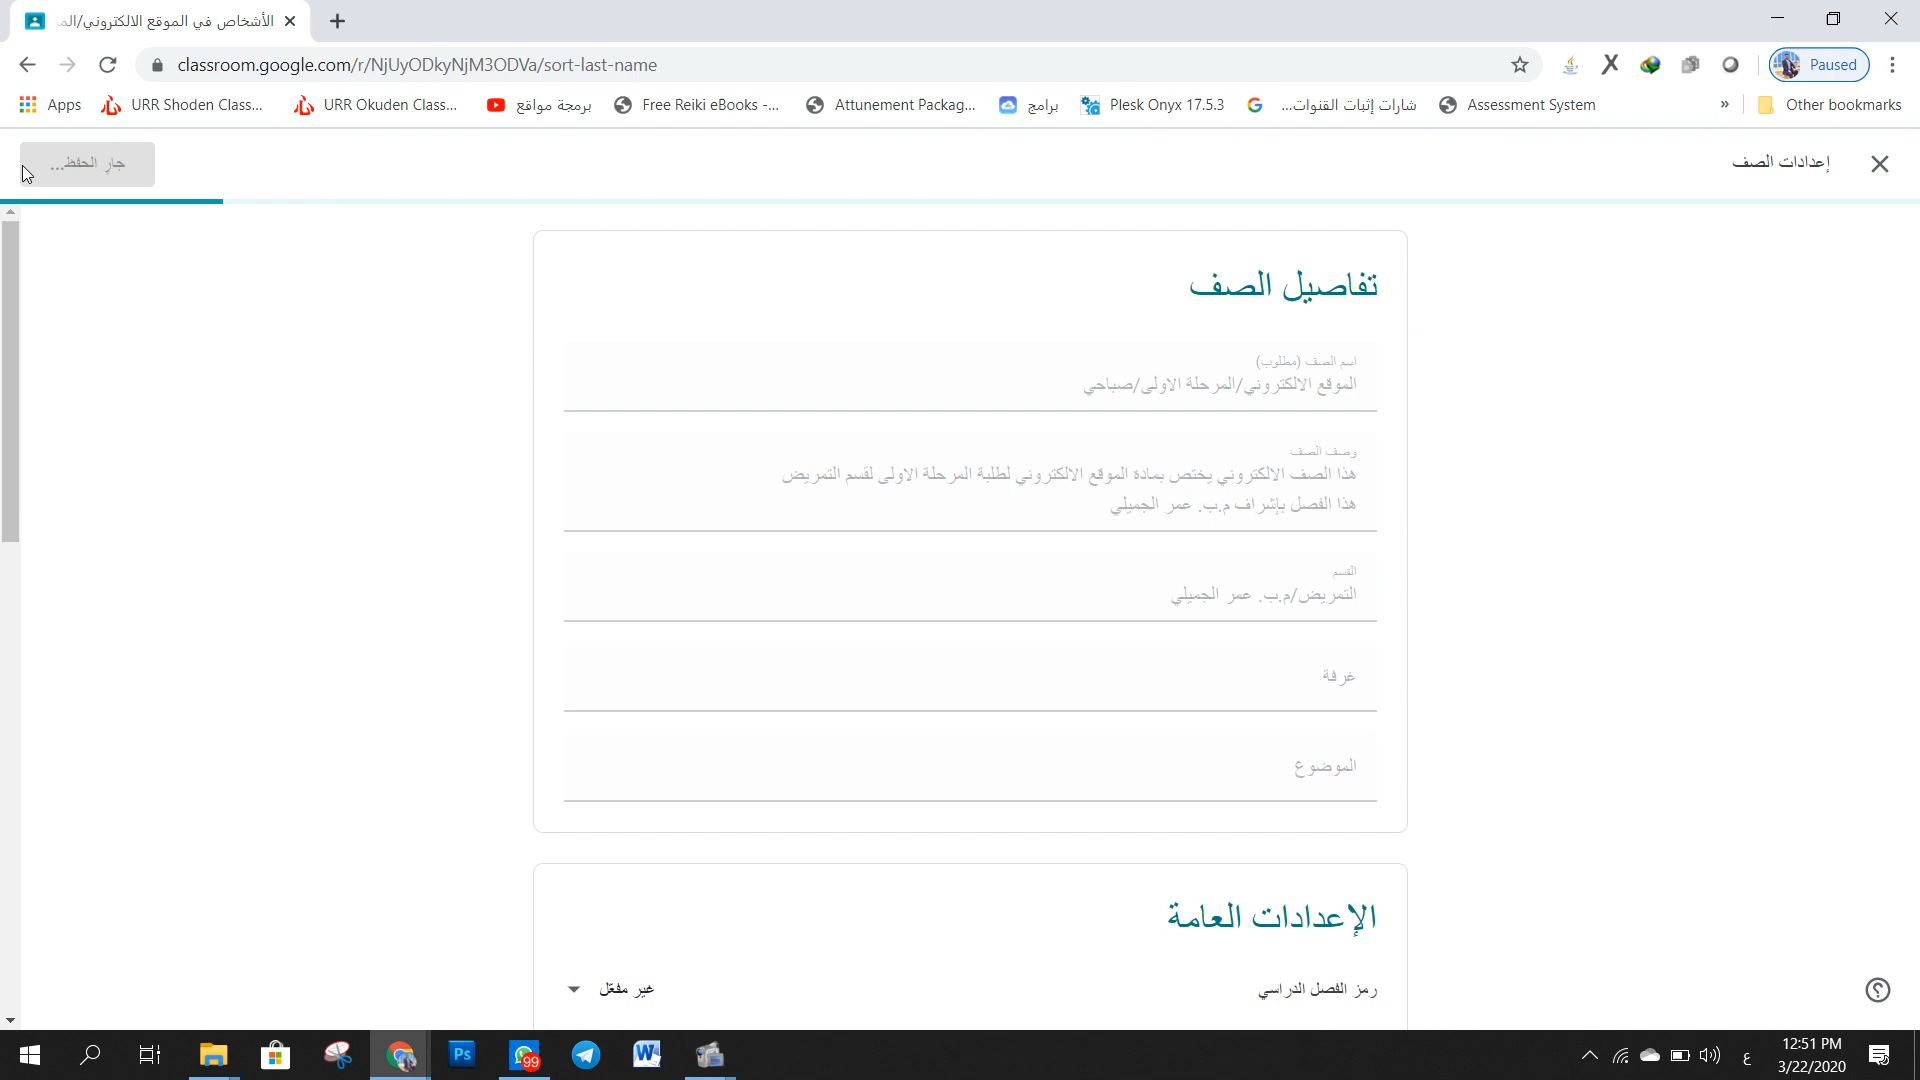 الأشخاص في الموقع الالكتروني/المر
classroom.google.com/r/NjUyODkyNjM3ODVa/sort-last-name
Paused
Apps
URR Shoden Class...
URR Okuden Class...
برمجة مواقع
Free Reiki eBooks -...
Attunement Packag...
برامج
Plesk Onyx 17.5.3
شارات إثبات القنوات...
Assessment System
»
Other bookmarks
إعدادات الصف
جارٍ الحفظ...
تفاصيل الصف
اسم الصف (مطلوب)
الموقع الالكتروني/المرحلة الاولى/صباحي
وصف الصف
هذا الصف الالكتروني يختص بمادة الموقع الالكتروني لطلبة المرحلة الاولى لقسم التمريض
هذا الفصل بإشراف م.ب. عمر الجميلي
القسم
التمريض/م.ب. عمر الجميلي
غرفة
الموضوع
الإعدادات العامة
رمز الفصل الدراسي
غير مفعّل
Ps
99
W
ع
12:51 PM
3/22/2020